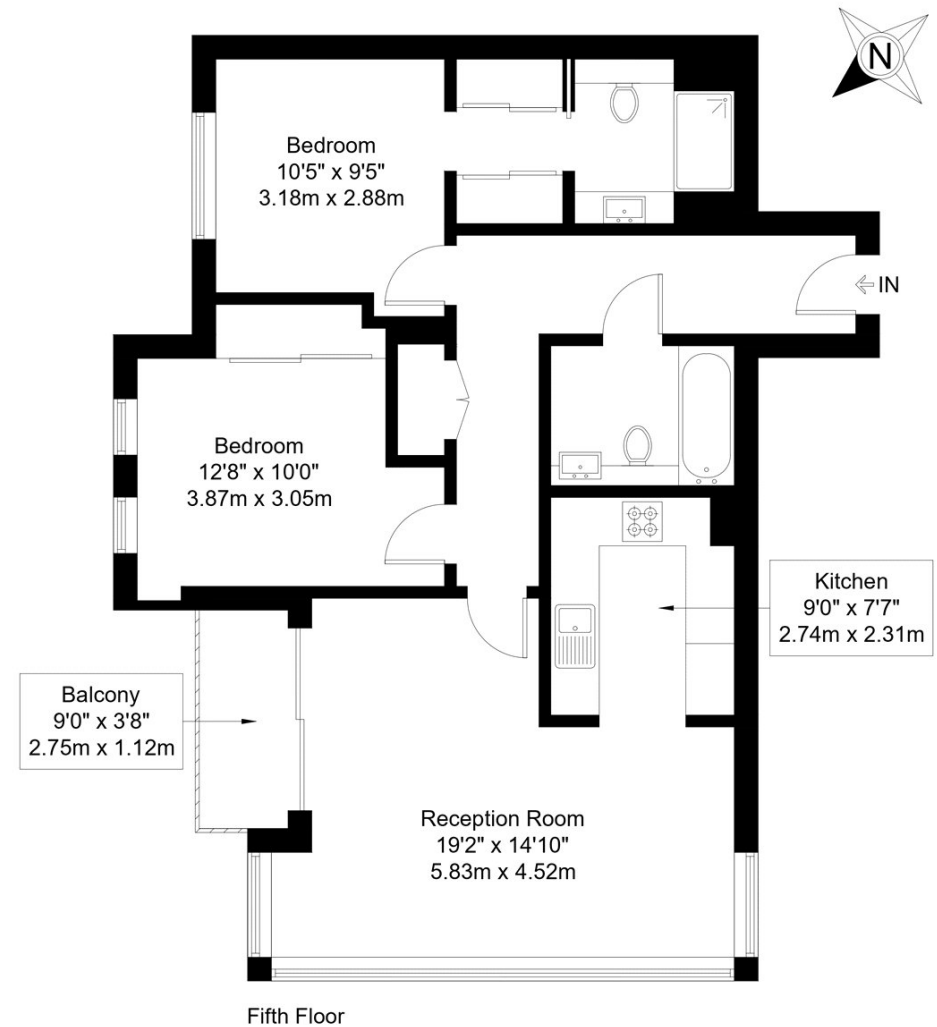 N
Bedroom
10'5" x 9'5"
3.18m x 2.88m
IN
Bedroom
12'8" x 10'0"
3.87m x 3.05m
Kitchen
9'0" x 7'7"
2.74m x 2.31m
Balcony
9'0" x 3'8"
2.75m x 1.12m
Reception Room
19'2" x 14'10"
5.83m x 4.52m
Fifth Floor